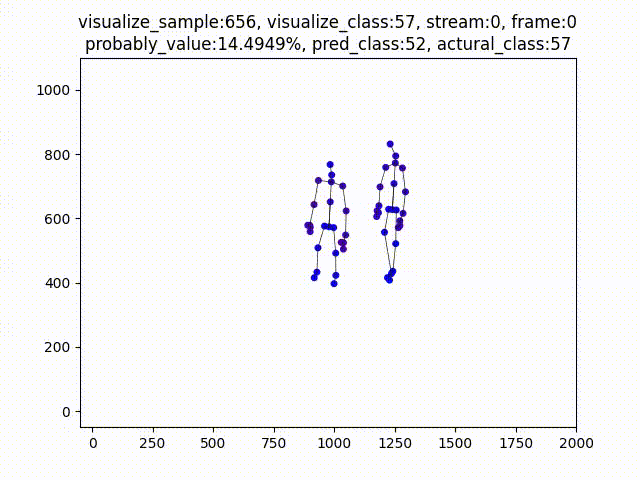 visualize_sample:656, visualize_class:57, stream:0, frame:0
probably_value:14.4949%, pred_class:52, actural_class:57
1000
800
600
400
200
0
0 250 500 750 1000 1250 1500 1750 2000